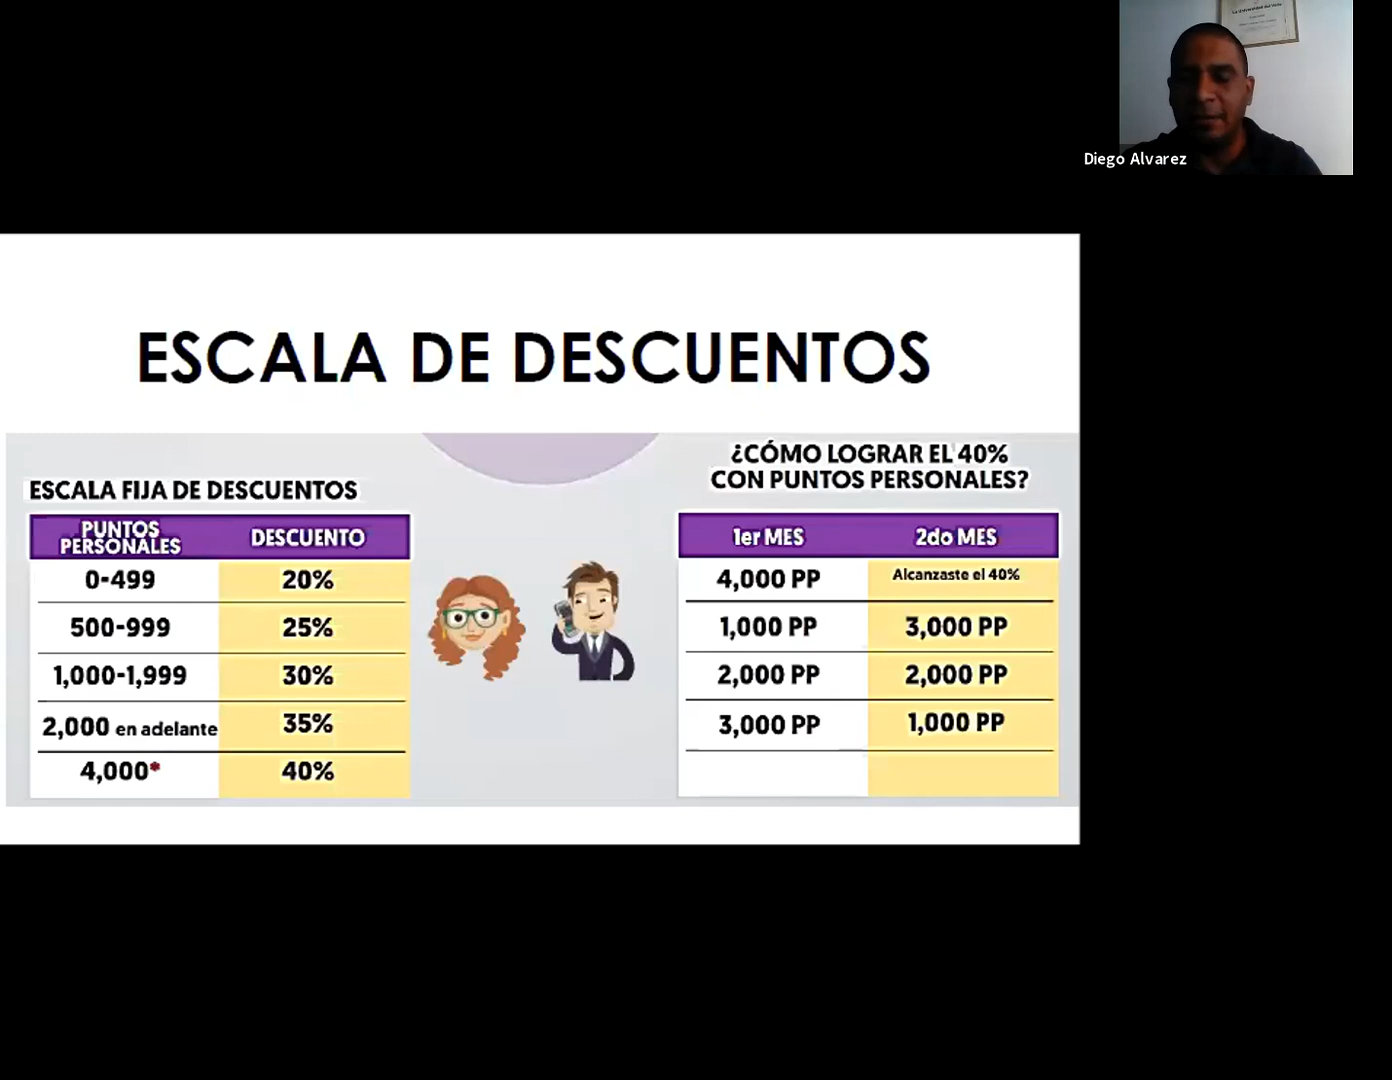 Diego Alvarez
ESCALA DE DESCUENTOS
ESCALA FIJA DE DESCUENTOS
PUNTOS PERSONALES DESCUENTO
0-499 20%
500-999 25%
1,000-1,999 30%
2,000 en adelante 35%
4,000* 40%
¿CÓMO LOGRAR EL 40%
CON PUNTOS PERSONALES?
1er MES 2do MES
4,000 PP Alcanzaste el 40%
1,000 PP 3,000 PP
2,000 PP 2,000 PP
3,000 PP 1,000 PP